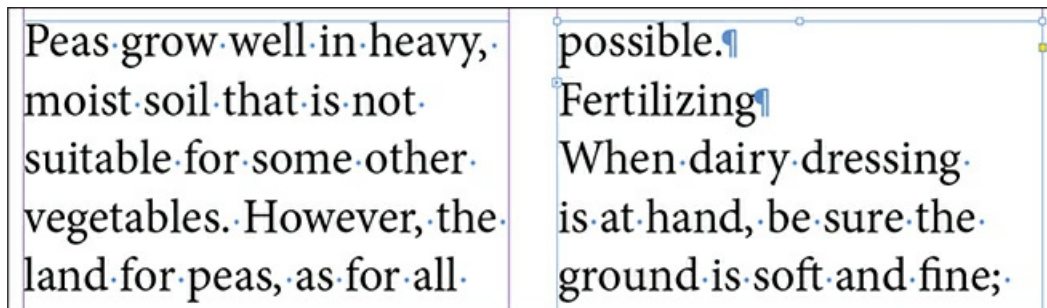 Peas grow well in heavy,
moist soil that is not
suitable for some other
vegetables. However, the
land for peas, as for all
possible.¶
Fertilizing¶
When dairy dressing
is at hand, be sure the
ground is soft and fine;